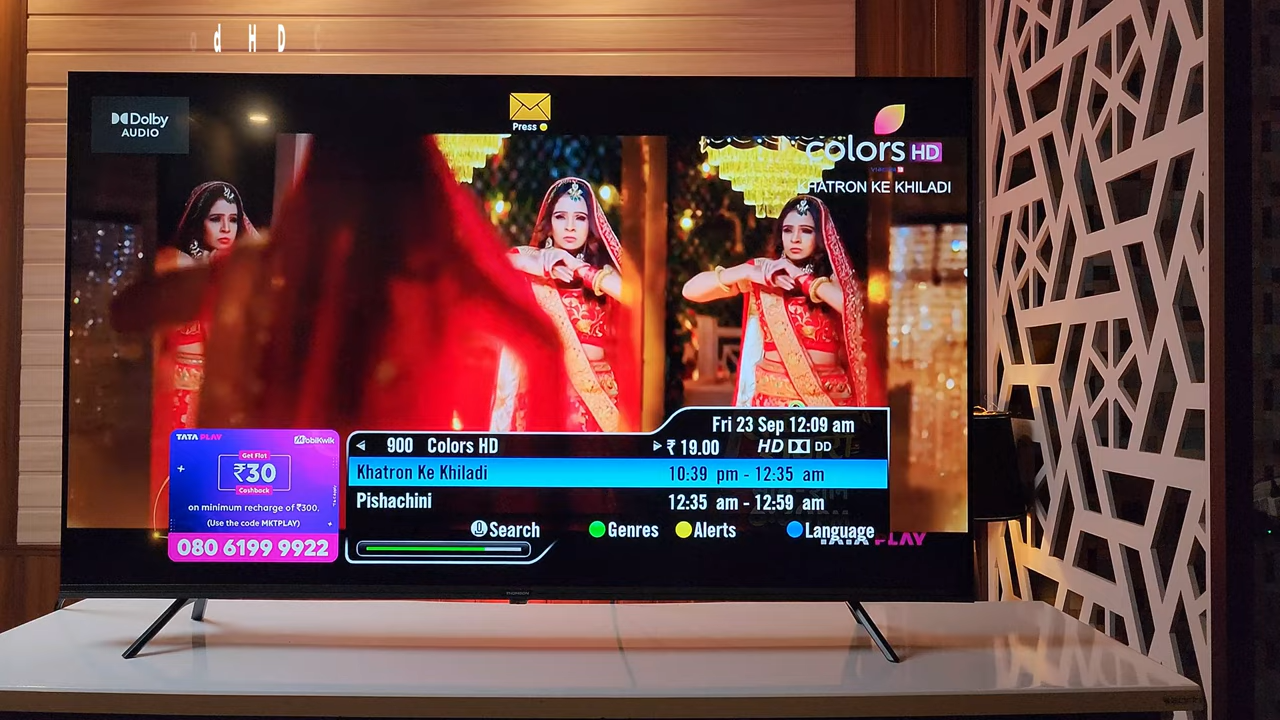 d H D
Dolby
AUDIO
Press
colors HD
KHATRON KE KHILADI
Fri 23 Sep 12:09 am
900 Colors HD ₹ 19.00 HD DD
Khatron Ke Khiladi 10:39 pm - 12:35 am
Pishachini 12:35 am - 12:59 am
Search Genres Alerts Language
TATA PLAY
TATA PLAY MobiKwik
Get Flat
₹30
Cashback
on minimum recharge of ₹300.
(Use the code MKTPLAY)
080 6199 9922
THOMSON